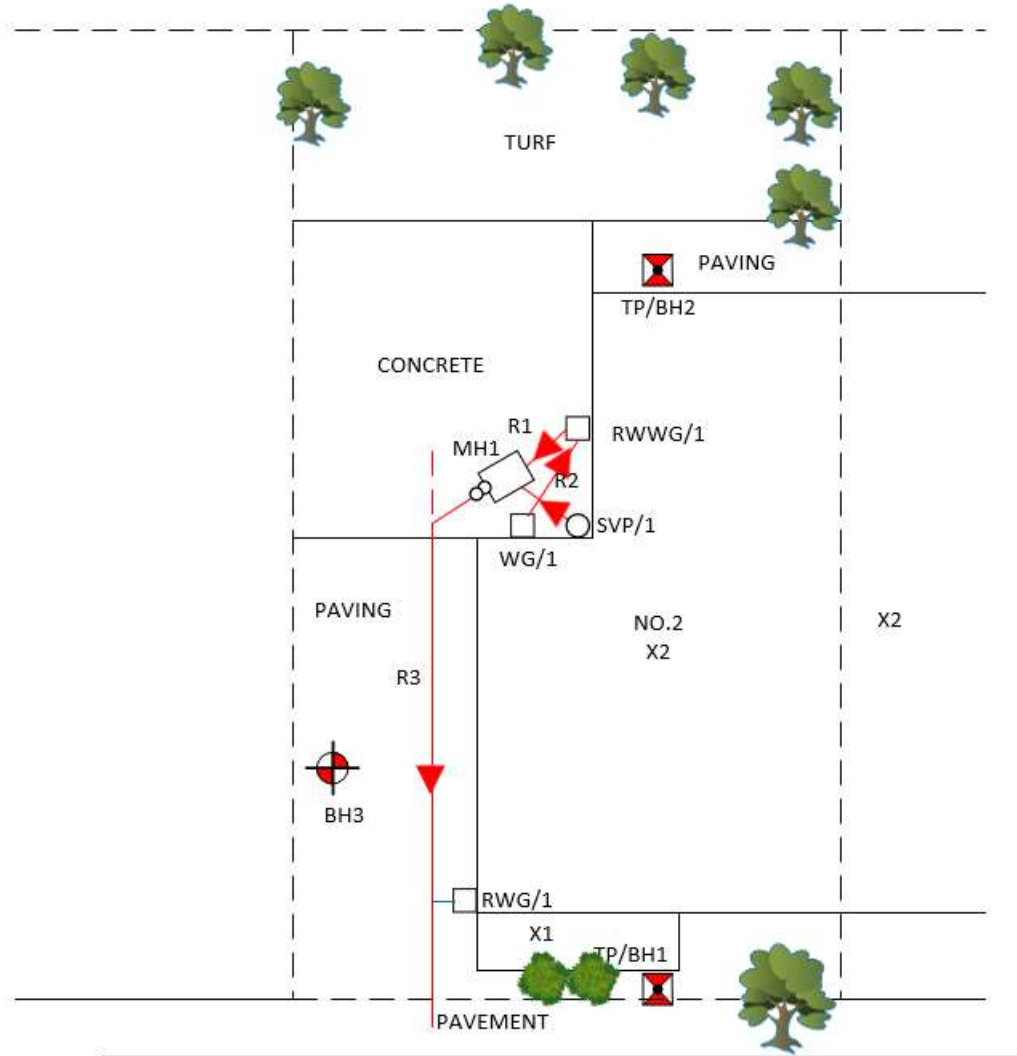 TURF
PAVING
TP/BH2
CONCRETE
R1
RWWG/1
MH1
R2
SVP/1
WG/1
PAVING
NO.2
X2
X2
R3
BH3
RWG/1
X1
TP/BH1
PAVEMENT